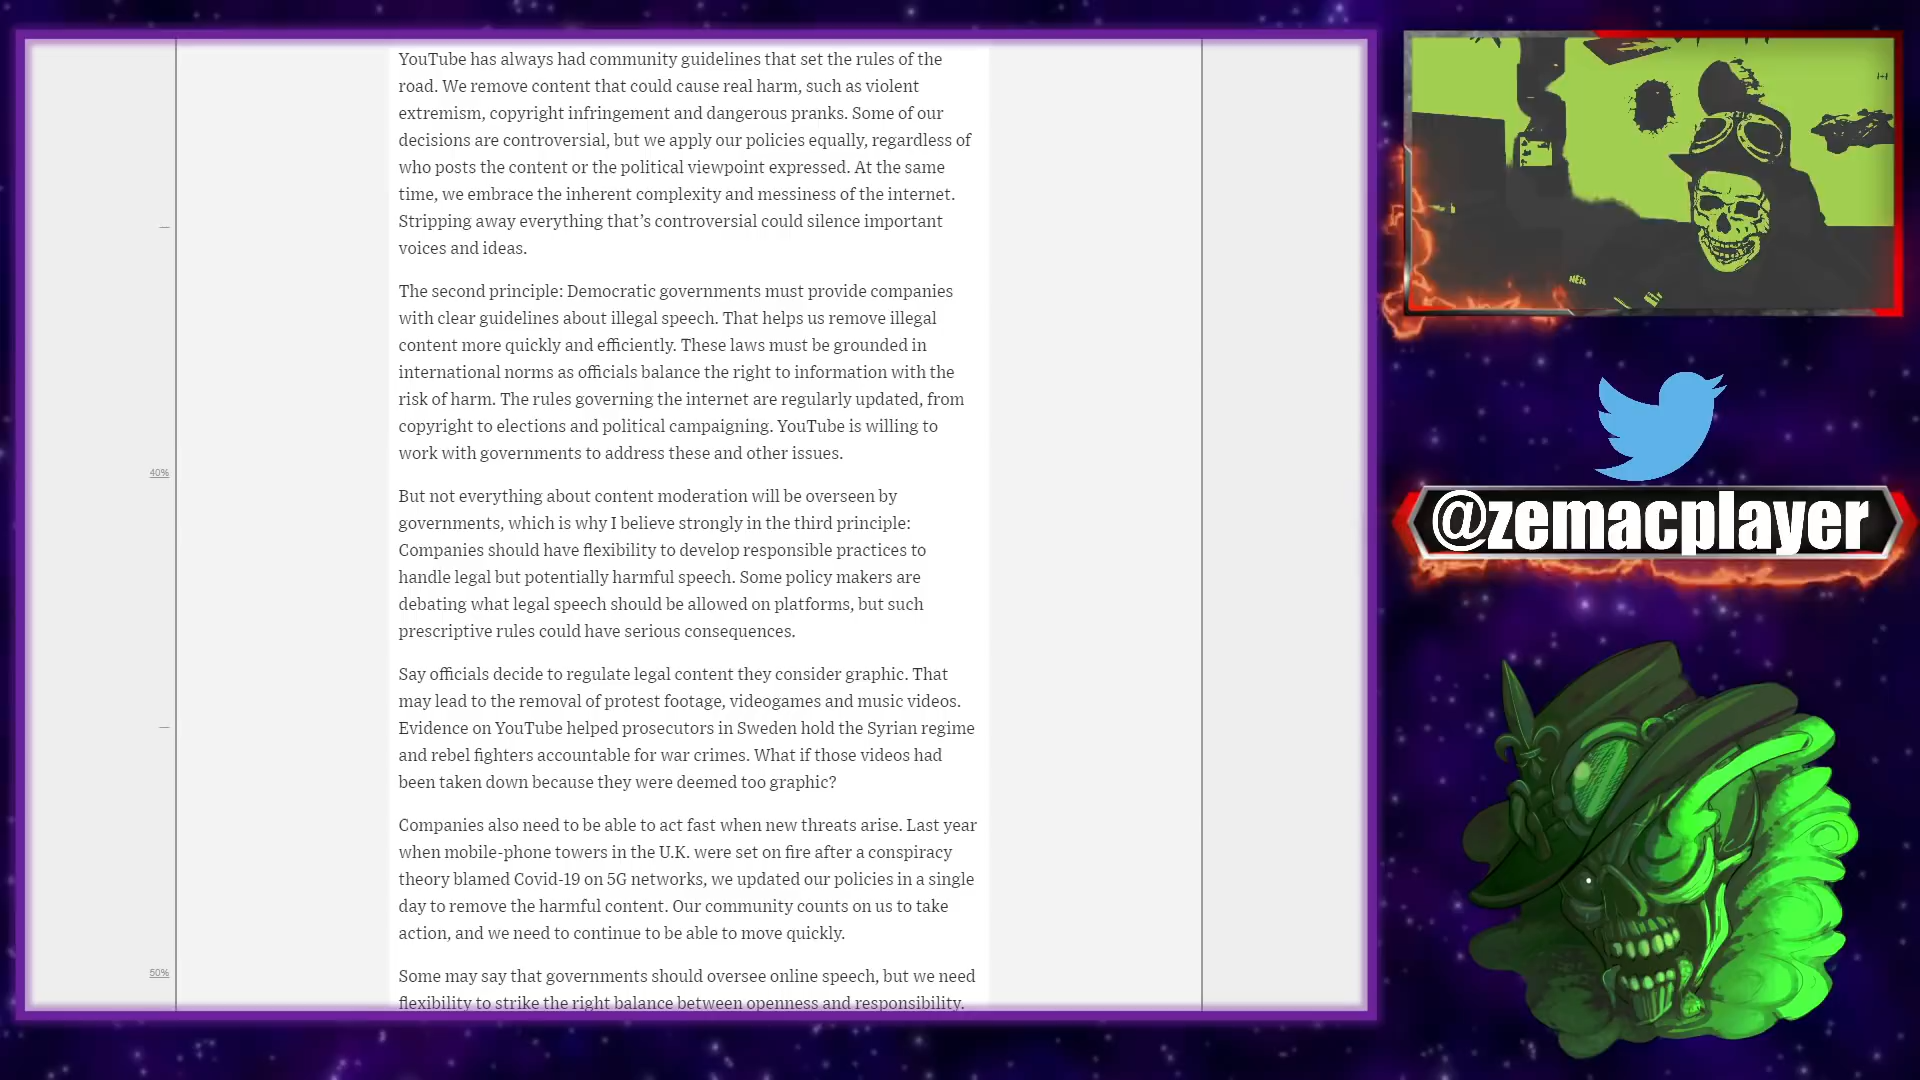 YouTube has always had community guidelines that set the rules of the
road. We remove content that could cause real harm, such as violent
extremism, copyright infringement and dangerous pranks. Some of our
decisions are controversial, but we apply our policies equally, regardless of
who posts the content or the political viewpoint expressed. At the same
time, we embrace the inherent complexity and messiness of the internet.
Stripping away everything that’s controversial could silence important
voices and ideas.
The second principle: Democratic governments must provide companies
with clear guidelines about illegal speech. That helps us remove illegal
content more quickly and efficiently. These laws must be grounded in
international norms as officials balance the right to information with the
risk of harm. The rules governing the internet are regularly updated, from
copyright to elections and political campaigning. YouTube is willing to
work with governments to address these and other issues.
40%
But not everything about content moderation will be overseen by
governments, which is why I believe strongly in the third principle:
Companies should have flexibility to develop responsible practices to
handle legal but potentially harmful speech. Some policy makers are
debating what legal speech should be allowed on platforms, but such
prescriptive rules could have serious consequences.
Say officials decide to regulate legal content they consider graphic. That
may lead to the removal of protest footage, videogames and music videos.
Evidence on YouTube helped prosecutors in Sweden hold the Syrian regime
and rebel fighters accountable for war crimes. What if those videos had
been taken down because they were deemed too graphic?
Companies also need to be able to act fast when new threats arise. Last year
when mobile-phone towers in the U.K. were set on fire after a conspiracy
theory blamed Covid-19 on 5G networks, we updated our policies in a single
day to remove the harmful content. Our community counts on us to take
action, and we need to continue to be able to move quickly.
50%
Some may say that governments should oversee online speech, but we need
flexibility to strike the right balance between openness and responsibility.
@zemacplayer